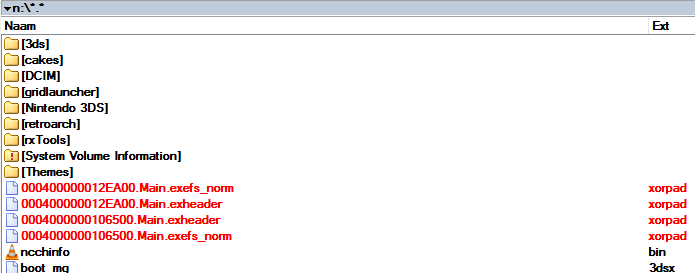 n:\*.*
Naam Ext
[3ds]
[cakes]
[DCIM]
[gridlauncher]
[Nintendo 3DS]
[retroarch]
[rxTools]
[System Volume Information]
[Themes]
000400000012EA00.Main.exefs_norm xorpad
000400000012EA00.Main.exheader xorpad
0004000000106500.Main.exheader xorpad
0004000000106500.Main.exefs_norm xorpad
ncchinfo bin
boot_mg 3dsx